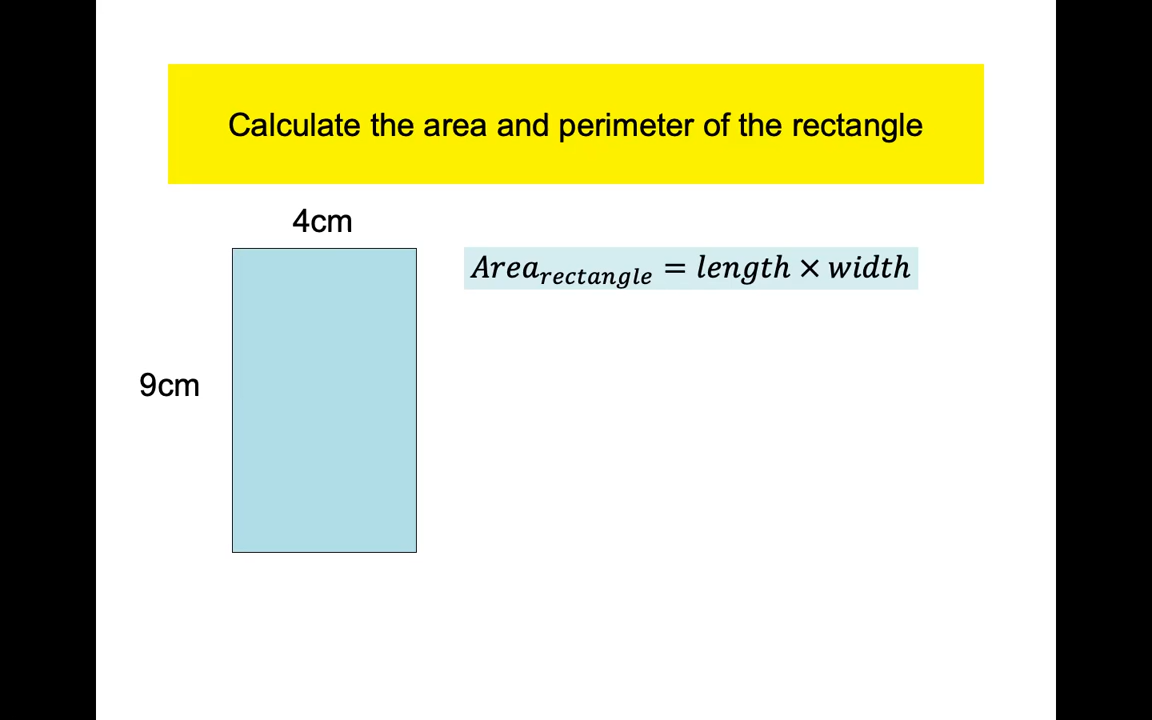 Calculate the area and perimeter of the rectangle
4cm
Area_rectangle = length × width
9cm